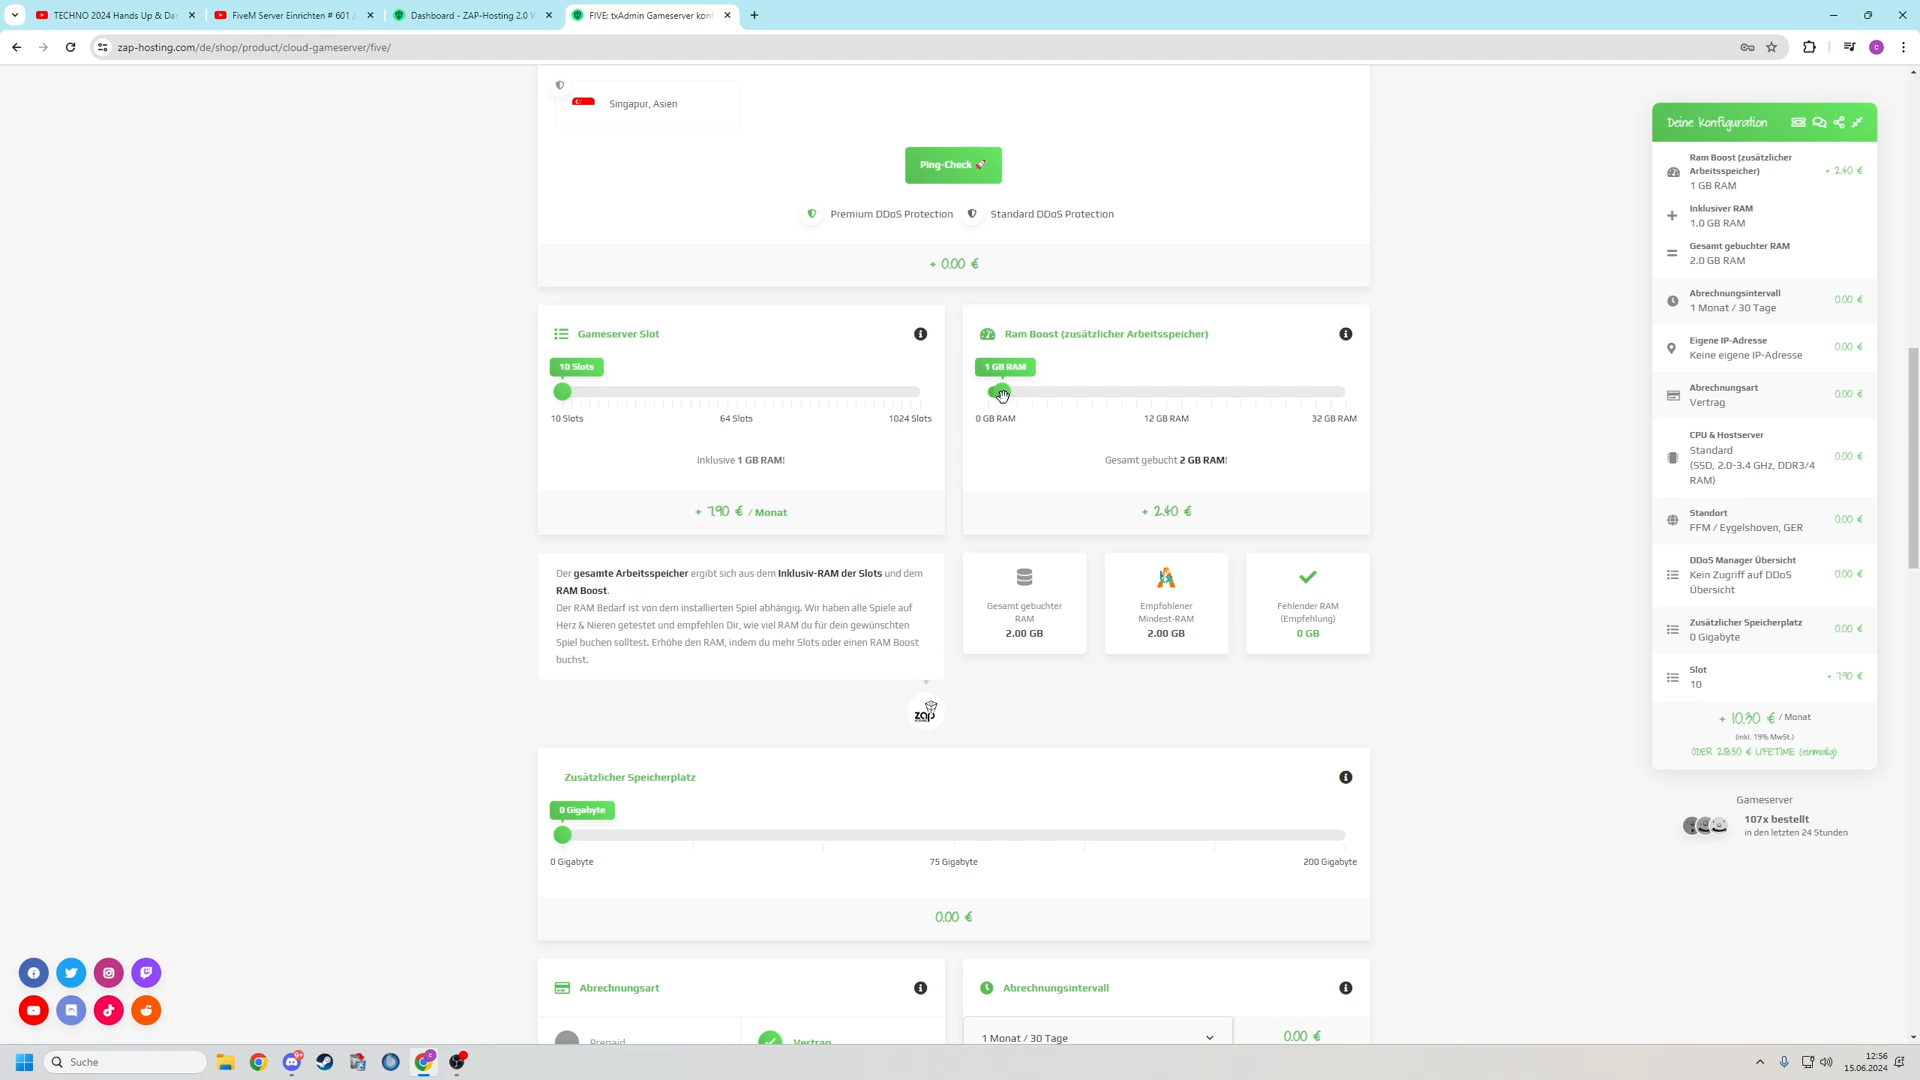 TECHNO 2024 Hands Up & Dan
FiveM Server Einrichten # 601 /
Dashboard - ZAP-Hosting 2.0 W
FIVE: txAdmin Gameserver konf
zap-hosting.com/de/shop/product/cloud-gameserver/five/
Singapur, Asien
Ping-Check
Premium DDoS Protection
Standard DDoS Protection
+ 0.00 €
Gameserver Slot
10 Slots
10 Slots
64 Slots
1024 Slots
Inklusive 1 GB RAM!
+ 7.90 € / Monat
Ram Boost (zusätzlicher Arbeitsspeicher)
1 GB RAM
0 GB RAM
12 GB RAM
32 GB RAM
Gesamt gebucht 2 GB RAM!
+ 2.40 €
Der gesamte Arbeitsspeicher ergibt sich aus dem Inklusiv-RAM der Slots und dem
RAM Boost.
Der RAM Bedarf ist von dem installierten Spiel abhängig. Wir haben alle Spiele auf
Herz & Nieren getestet und empfehlen Dir, wie viel RAM du für dein gewünschten
Spiel buchen solltest. Erhöhe den RAM, indem du mehr Slots oder einen RAM Boost
buchst.
zap
Gesamt gebuchter
RAM
2.00 GB
Empfohlener
Mindest-RAM
2.00 GB
Fehlender RAM
(Empfehlung)
0 GB
Zusätzlicher Speicherplatz
0 Gigabyte
0 Gigabyte
75 Gigabyte
200 Gigabyte
0.00 €
Abrechnungsart
Prepaid
Vertrag
Abrechnungsintervall
1 Monat / 30 Tage
0.00 €
Deine Konfiguration
Ram Boost (zusätzlicher
Arbeitsspeicher)
1 GB RAM
+ 2.40 €
Inklusiver RAM
1.0 GB RAM
Gesamt gebuchter RAM
2.0 GB RAM
Abrechnungsintervall
1 Monat / 30 Tage
0.00 €
Eigene IP-Adresse
Keine eigene IP-Adresse
0.00 €
Abrechnungsart
Vertrag
0.00 €
CPU & Hostserver
Standard
(SSD, 2.0-3.4 GHz, DDR3/4
RAM)
0.00 €
Standort
FFM / Eygelshoven, GER
0.00 €
DDoS Manager Übersicht
Kein Zugriff auf DDoS
Übersicht
0.00 €
Zusätzlicher Speicherplatz
0 Gigabyte
0.00 €
Slot
10
+ 7.90 €
+ 10.30 € / Monat
(inkl. 19% MwSt.)
ODER 218.50 € LIFETIME (einmalig)
Gameserver
107x bestellt
in den letzten 24 Stunden
Suche
9+
12:56
15.06.2024